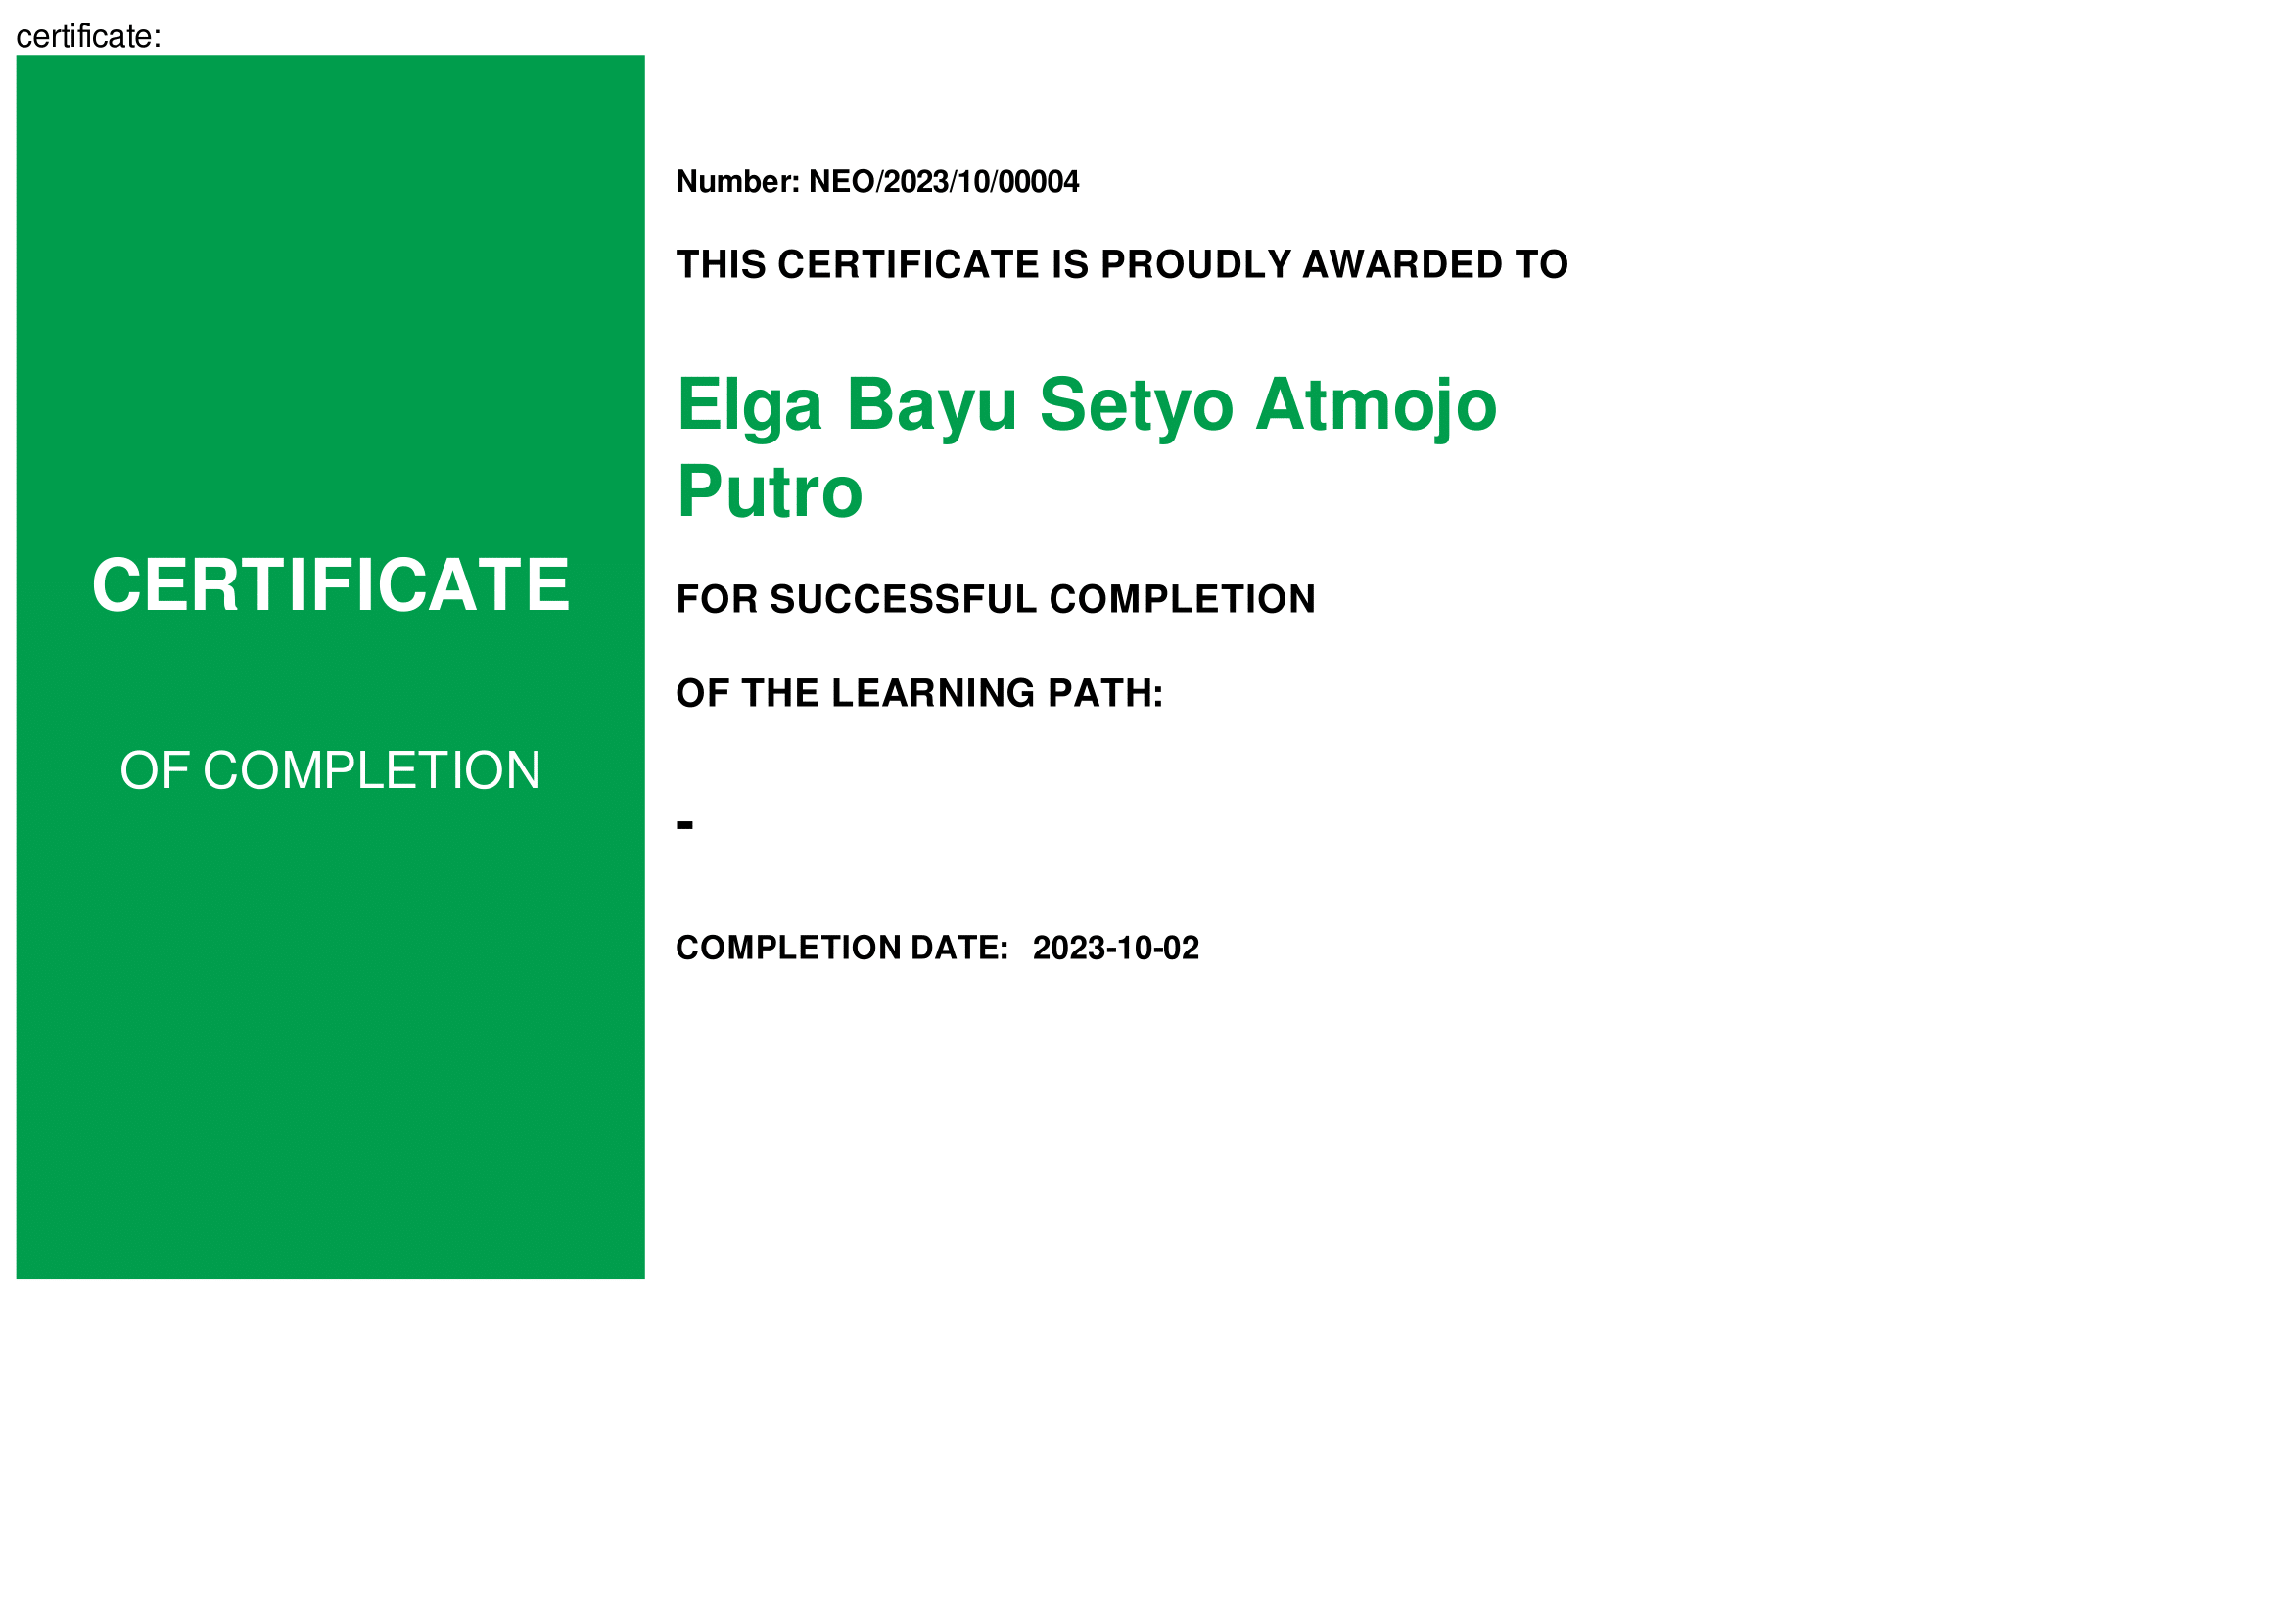 certificate:
CERTIFICATE
OF COMPLETION
Number: NEO/2023/10/00004
THIS CERTIFICATE IS PROUDLY AWARDED TO
Elga Bayu Setyo Atmojo
Putro
FOR SUCCESSFUL COMPLETION
OF THE LEARNING PATH:
-
COMPLETION DATE: 2023-10-02